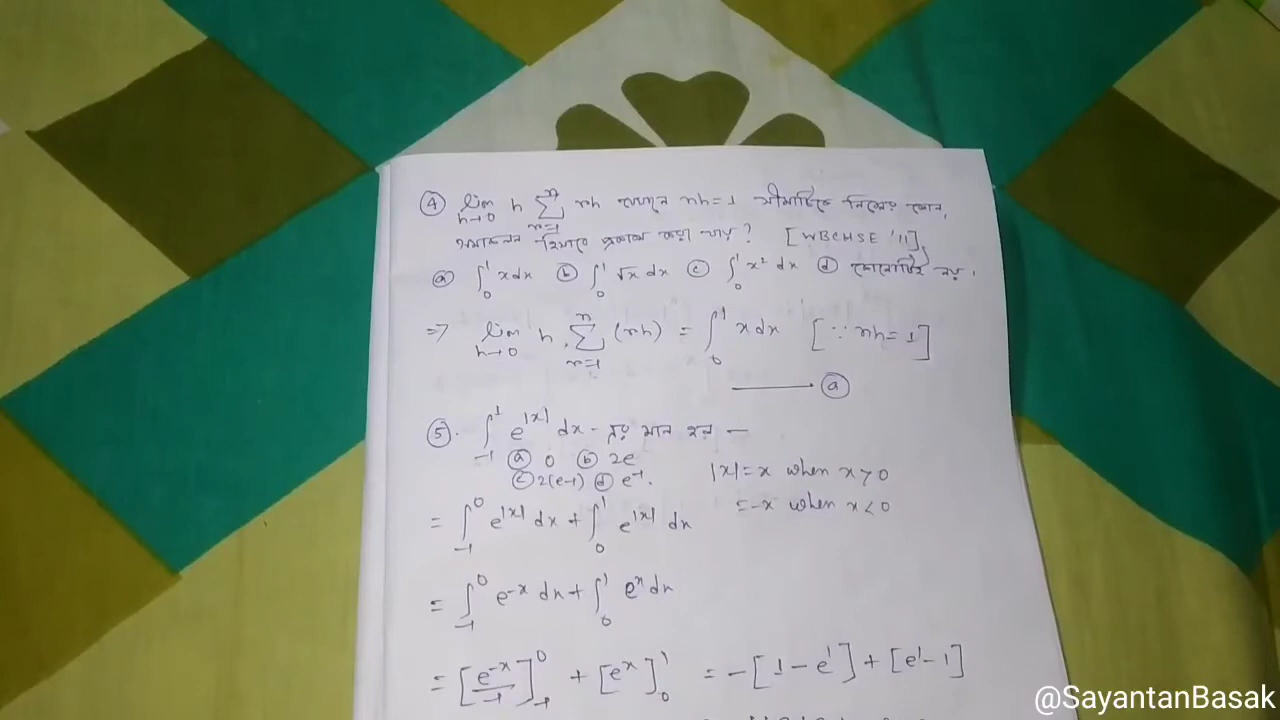 ④ lim h→0 h ∑ r=1 n rh যেখানে nh=1 সীমাটিকে নিম্নের কোন
সমাকলন হিসাবে প্রকাশ করা যায়? [WBCHSE '11]
ⓐ ∫₀¹ x dx ⓑ ∫₀¹ √x dx ⓒ ∫₀¹ x² dx ⓓ কোনোটিই নয়।
⇒ lim h→0 h. ∑ r=1 n (rh) = ∫₀¹ x dx [∵ nh=1]
ⓐ
⑤. ∫₋₁¹ e^|x| dx - এর মান হল —
ⓐ 0 ⓑ 2e
ⓒ 2(e-1) ⓓ e⁻¹.
|x| = x when x>0
= -x when x<0
= ∫₋₁⁰ e^|x| dx + ∫₀¹ e^|x| dx
= ∫₋₁⁰ e^-x dx + ∫₀¹ e^x dx
= [e^-x/-1]₋₁⁰ + [e^x]₀¹ = -[1-e¹] + [e¹-1]
@SayantanBasak